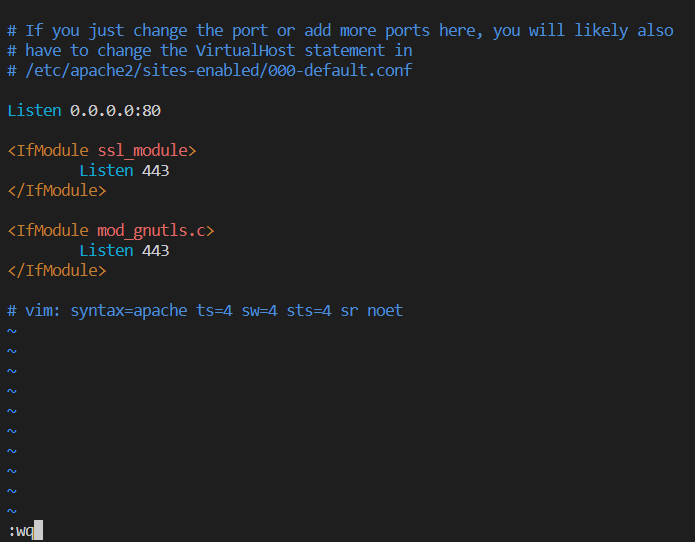 # If you just change the port or add more ports here, you will likely also
# have to change the VirtualHost statement in
# /etc/apache2/sites-enabled/000-default.conf
Listen 0.0.0.0:80
<IfModule ssl_module>
        Listen 443
</IfModule>
<IfModule mod_gnutls.c>
        Listen 443
</IfModule>
# vim: syntax=apache ts=4 sw=4 sts=4 sr noet
~
~
~
~
~
~
~
~
~
~
:wq